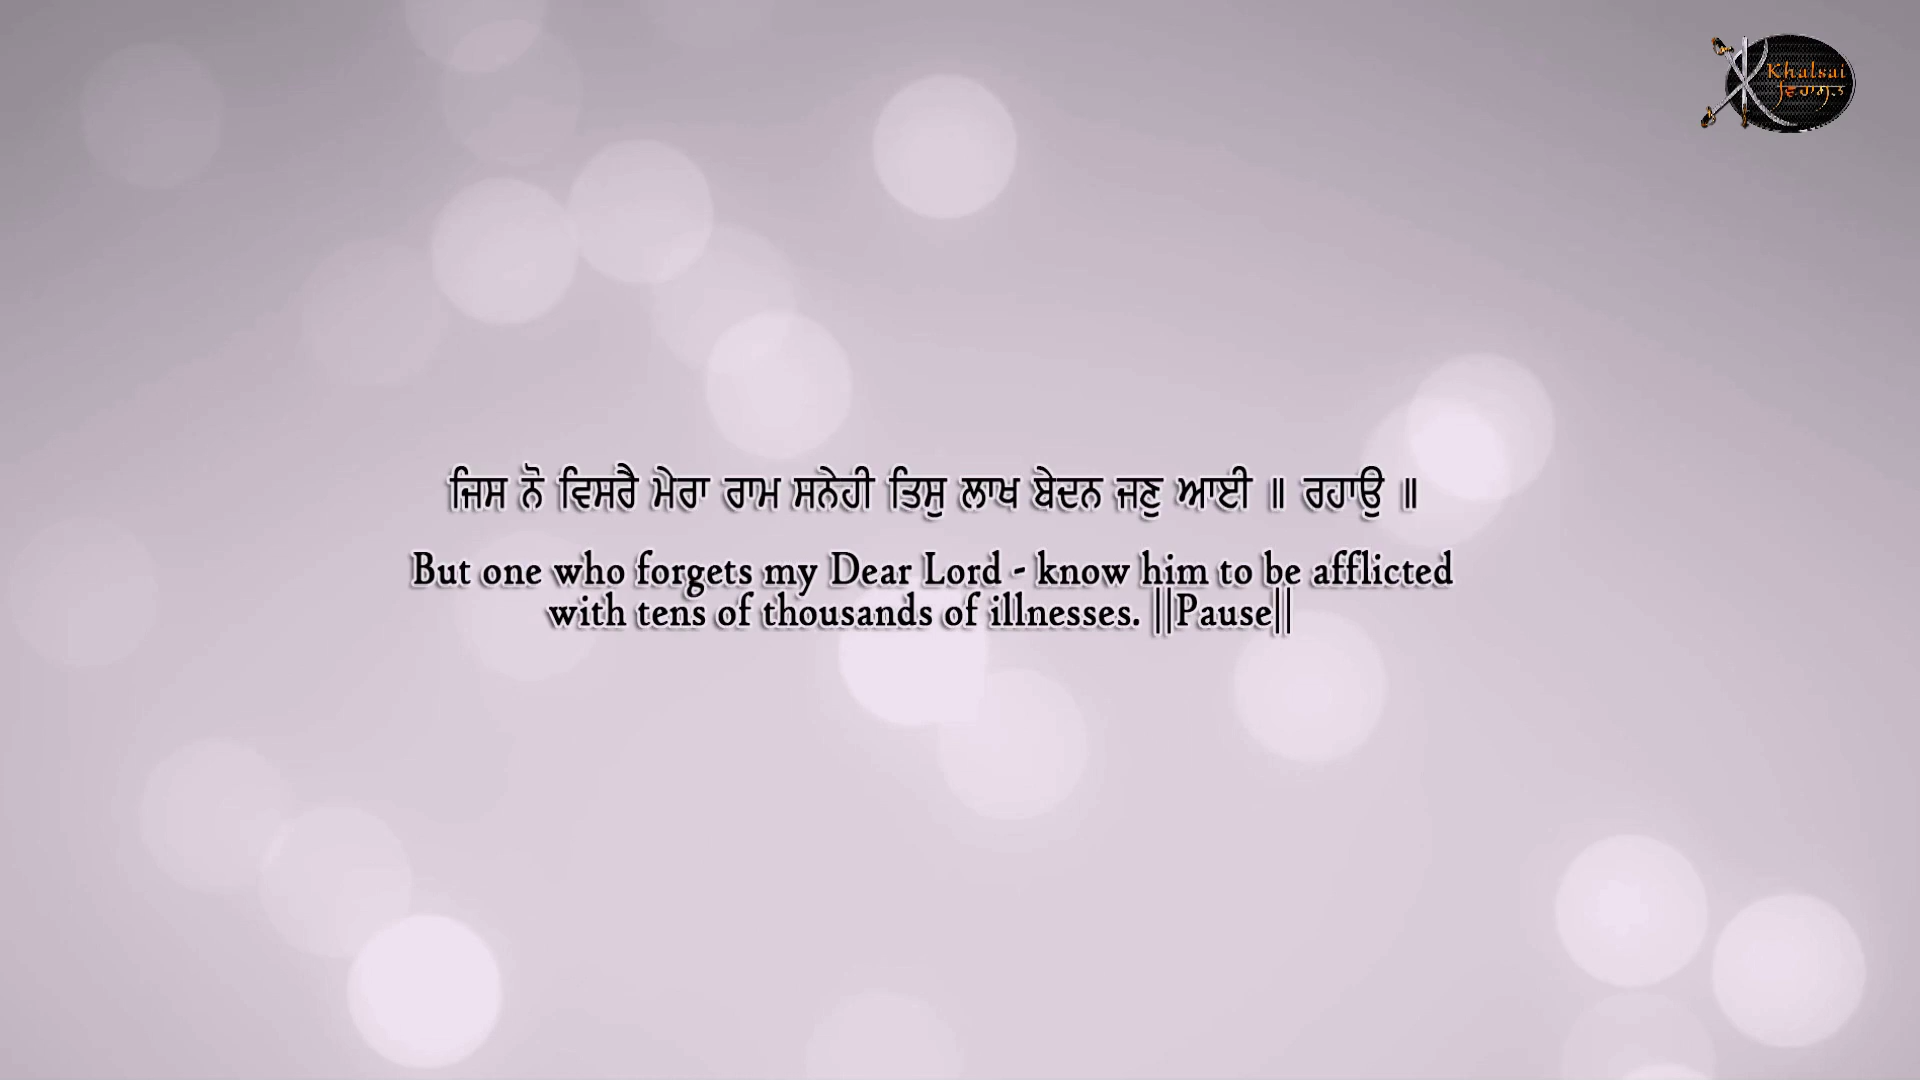 Khalsai
ਵਿਰਾਸਤ
ਜਿਸ ਨੋ ਵਿਸਰੈ ਮੇਰਾ ਰਾਮ ਸਨੇਹੀ ਤਿਸੁ ਲਾਖ ਬੇਦਨ ਜਣੁ ਆਈ ॥ ਰਹਾਉ ॥
But one who forgets my Dear Lord - know him to be afflicted
with tens of thousands of illnesses. ||Pause||